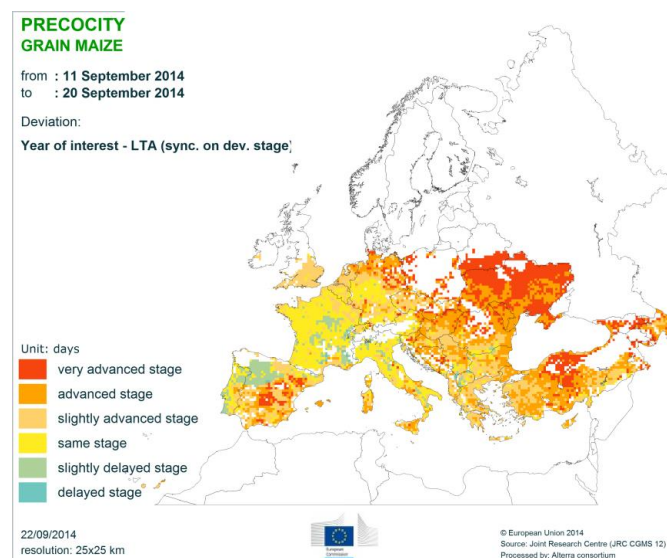 PRECOCITY
GRAIN MAIZE
from : 11 September 2014
to : 20 September 2014
Deviation:
Year of interest - LTA (sync. on dev. stage)
Unit: days
very advanced stage
advanced stage
slightly advanced stage
same stage
slightly delayed stage
delayed stage
22/09/2014
resolution: 25x25 km
European
Commission
© European Union 2014
Source: Joint Research Centre (JRC CGMS 12)
Processed by: Alterra consortium